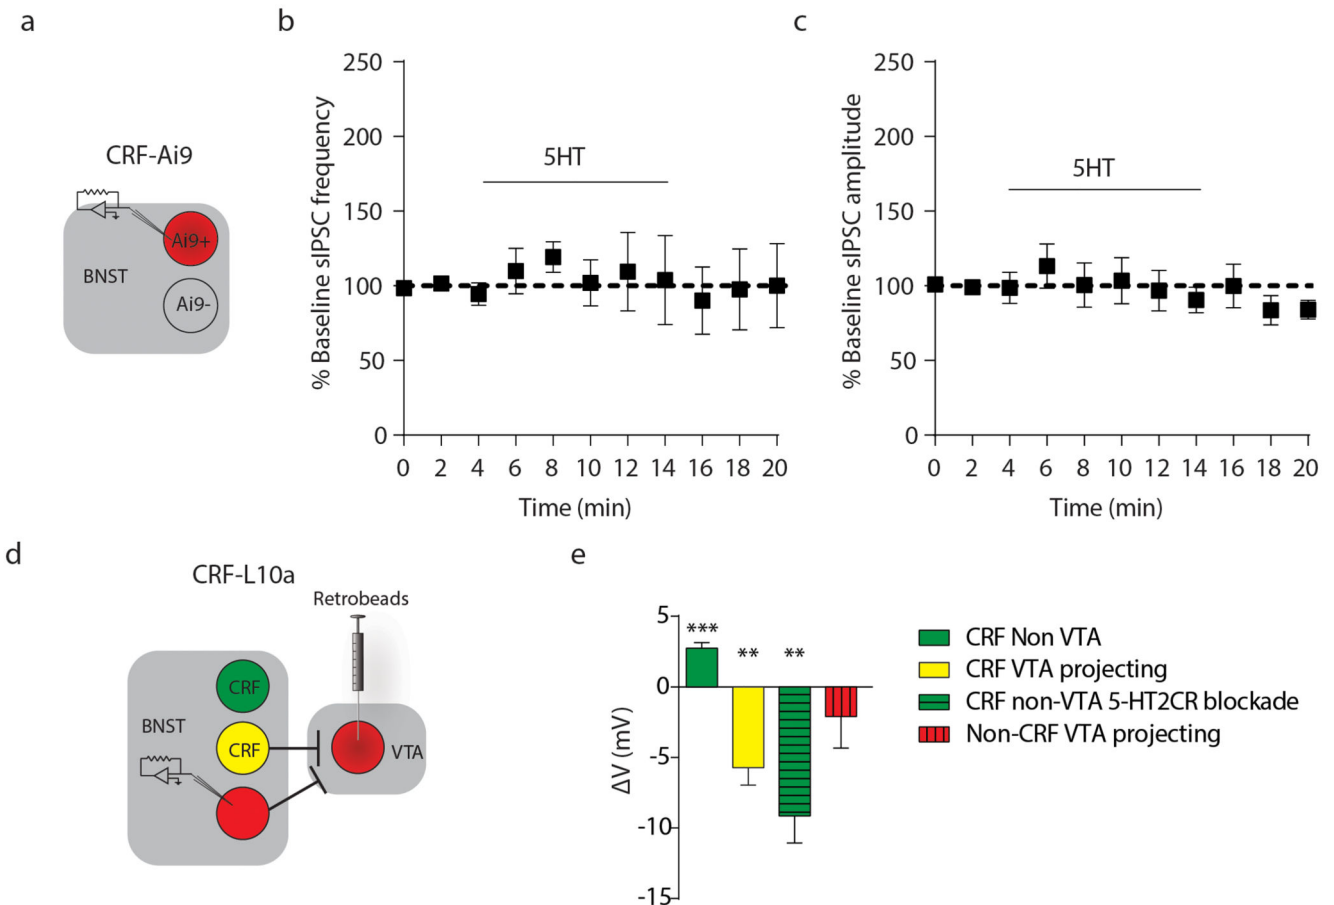 a
CRF-Ai9
Ai9+
BNST
Ai9-
b
% Baseline sIPSC frequency
250
200
150
100
50
0
5HT
0 2 4 6 8 10 12 14 16 18 20
Time (min)
c
% Baseline sIPSC amplitude
250
200
150
100
50
0
5HT
0 2 4 6 8 10 12 14 16 18 20
Time (min)
d
CRF-L10a
Retrobeads
CRF
BNST
CRF
VTA
e
ΔV (mV)
5
0
-5
-10
-15
***
**
**
CRF Non VTA
CRF VTA projecting
CRF non-VTA 5-HT2CR blockade
Non-CRF VTA projecting